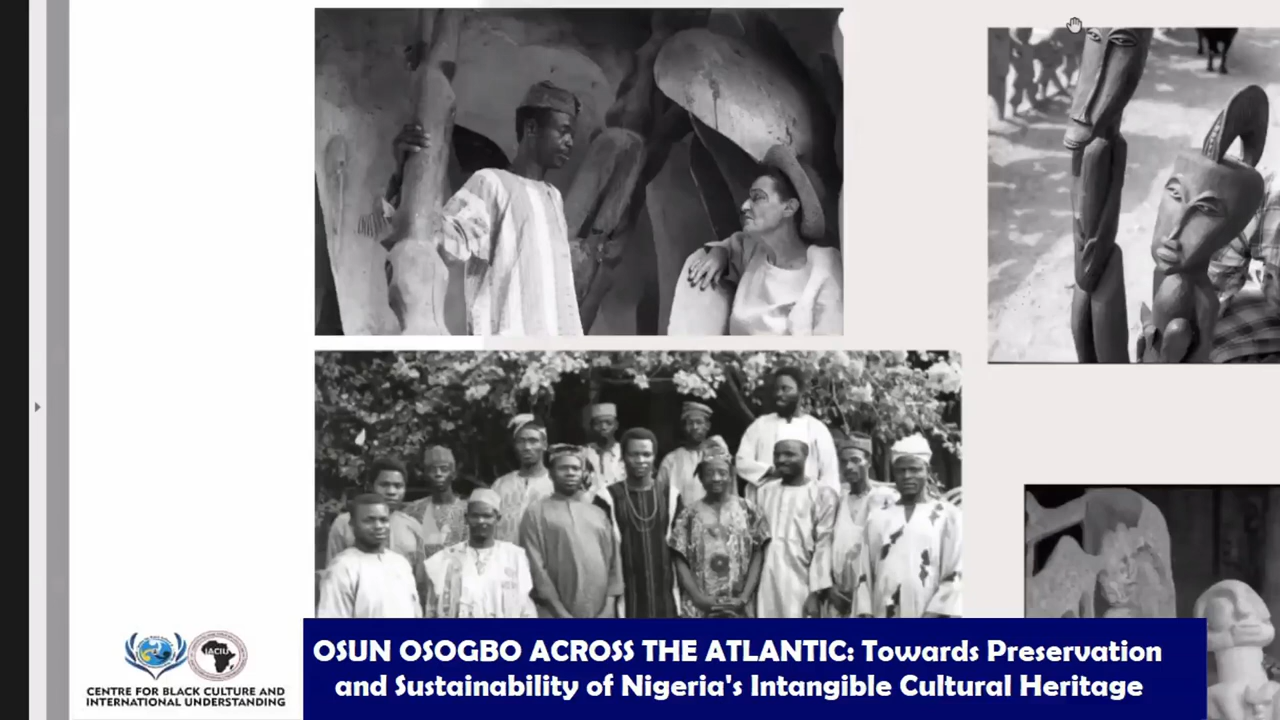 IACIU
CENTRE FOR BLACK CULTURE AND
INTERNATIONAL UNDERSTANDING
OSUN OSOGBO ACROSS THE ATLANTIC: Towards Preservation
and Sustainability of Nigeria's Intangible Cultural Heritage